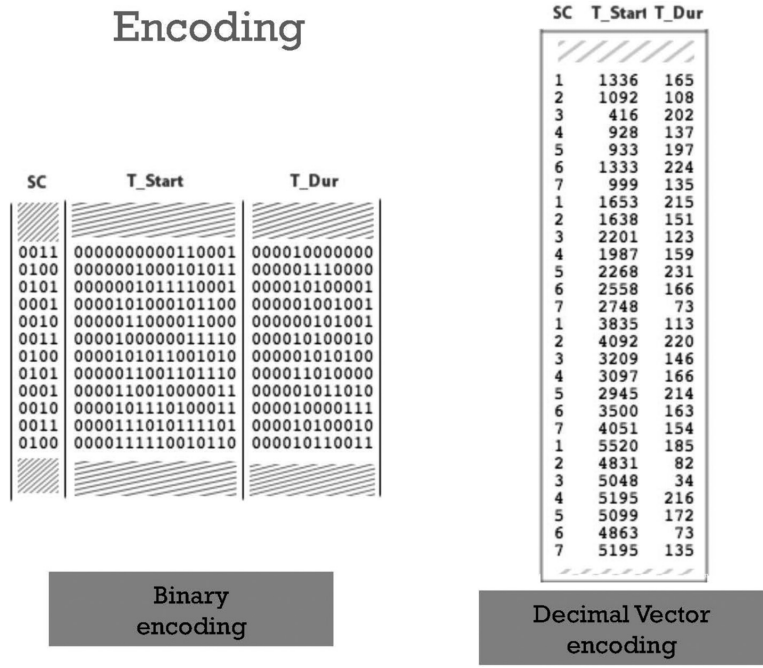 Encoding
SC T_Start T_Dur
0011 0000000000110001 000010000000
0100 0000001000101011 000001110000
0101 0000001011110001 000010100001
0001 0000101000101100 000001001001
0010 0000011000011000 000000101001
0011 0000100000011110 000010100010
0100 0000101011001010 000001010100
0101 0000011001101110 000011010000
0001 0000110010000011 000001011010
0010 0000101110100011 000010000111
0011 0000111010111101 000010100010
0100 0000111110010110 000010110011
Binary
encoding
SC T_Start T_Dur
1 1336 165
2 1092 108
3 416 202
4 928 137
5 933 197
6 1333 224
7 999 135
1 1653 215
2 1638 151
3 2201 123
4 1987 159
5 2268 231
6 2558 166
7 2748 73
1 3835 113
2 4092 220
3 3209 146
4 3097 166
5 2945 214
6 3500 163
7 4051 154
1 5520 185
2 4831 82
3 5048 34
4 5195 216
5 5099 172
6 4863 73
7 5195 135
Decimal Vector
encoding